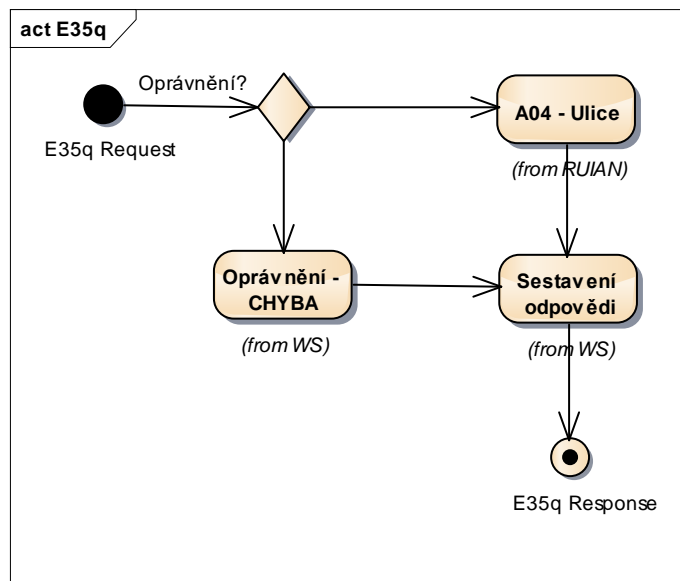 act E35q
Oprávnění?
E35q Request
A04 - Ulice
(from RUIAN)
Oprávnění -
CHYBA
(from WS)
Sestavení
odpovědi
(from WS)
E35q Response